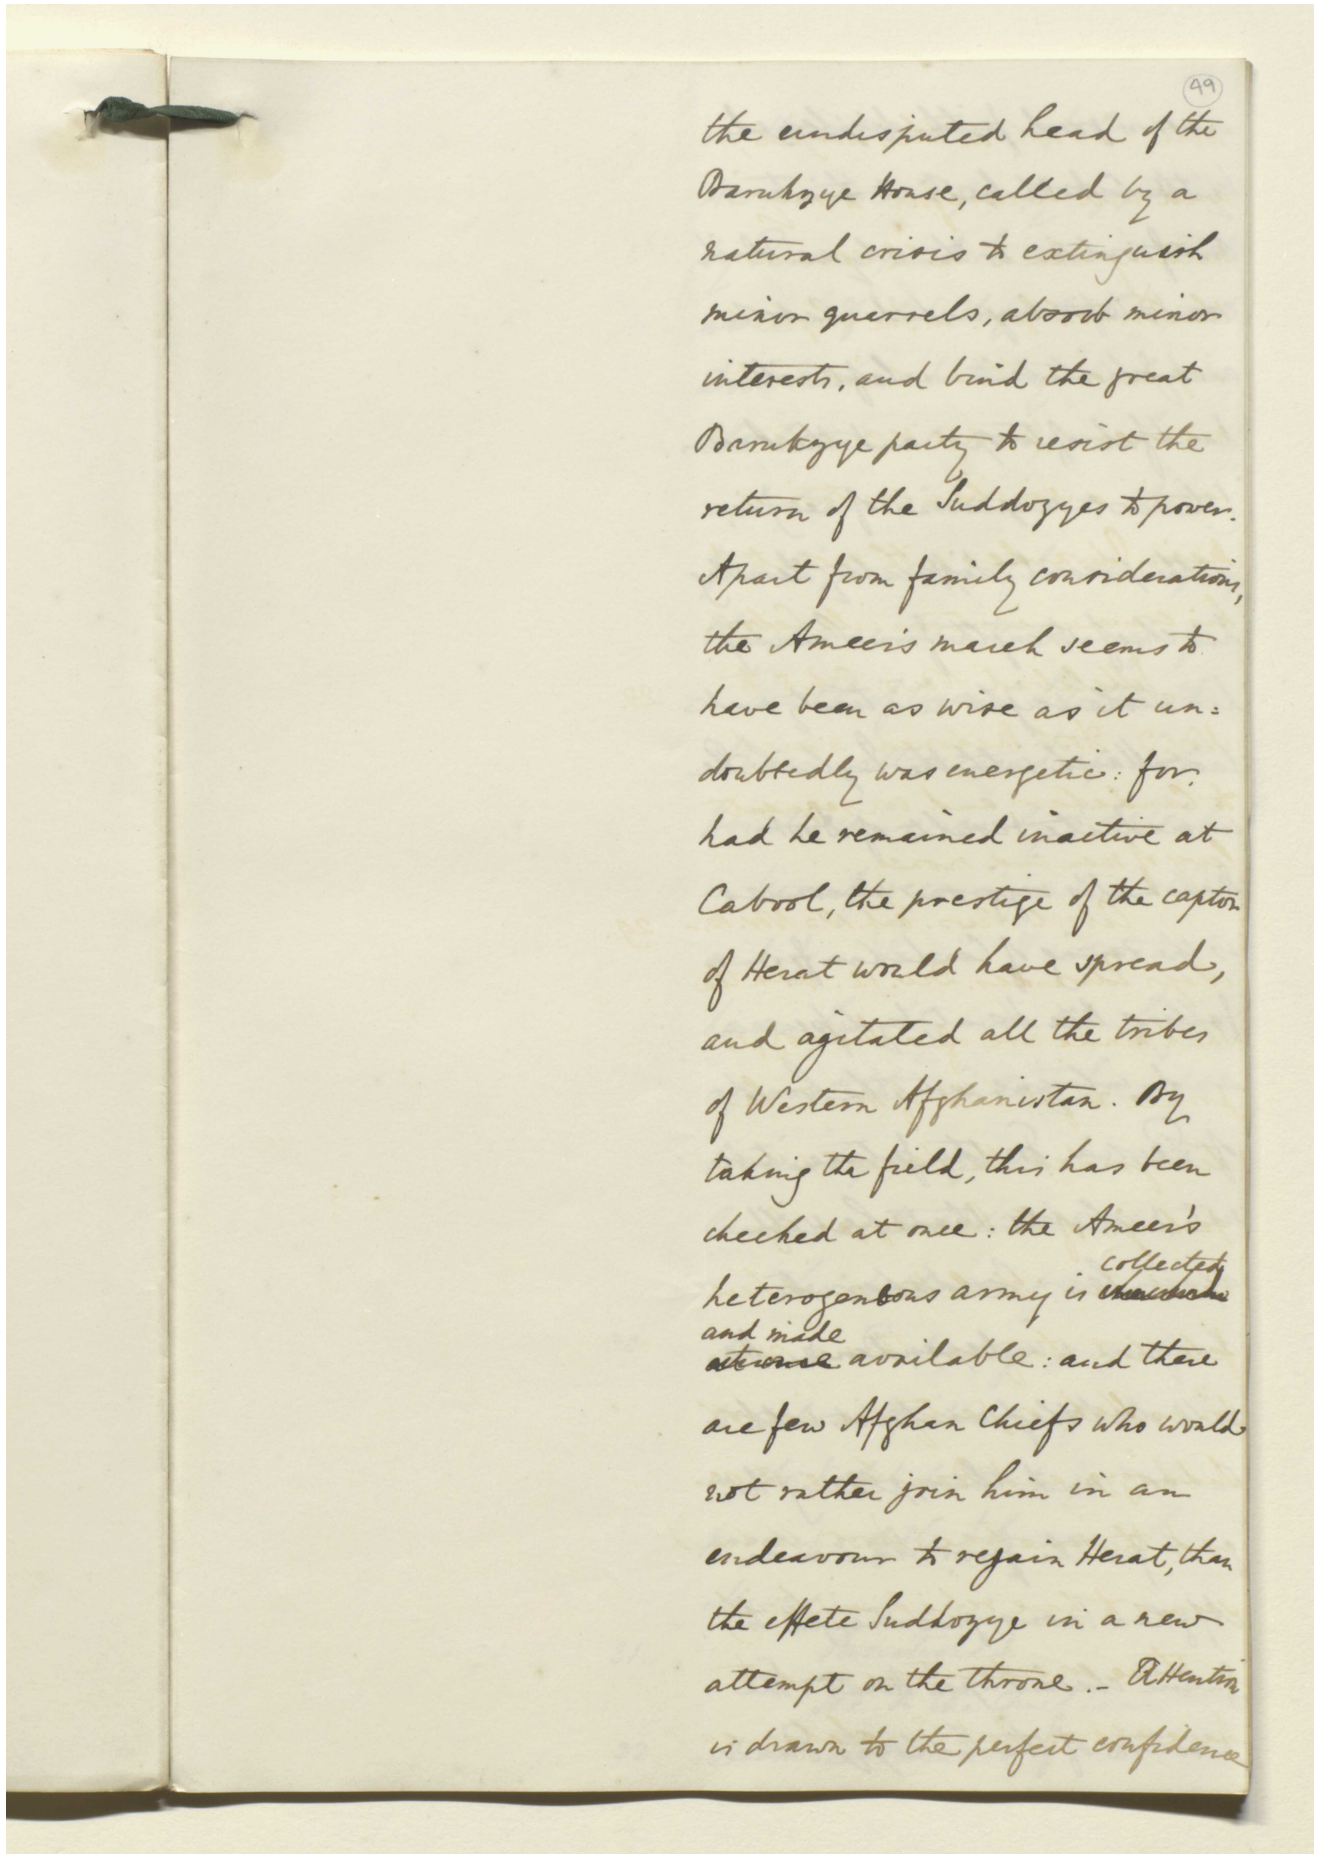 49
the undisputed head of the
Barukzye House, called by a
natural crisis to extinguish
minor quarrels, absorb minor
interests, and bind the great
Barukzye party to resist the
return of the Suddozyes to power.
Apart from family considerations,
the Ameer's march seems to
have been as wise as it un:
doubtedly was energetic: for,
had he remained inactive at
Cabool, the prestige of the captor
of Herat would have spread,
and agitated all the tribes
of Western Afghanistan. By
taking the field, this has been
checked at once: the Ameer's
collected
heterogeneous army is
and made
at once available: and there
are few Afghan Chiefs who would
not rather join him in an
endeavour to regain Herat, than
the effete Suddozye in a new
attempt on the throne.– Attention
is drawn to the perfect confidence